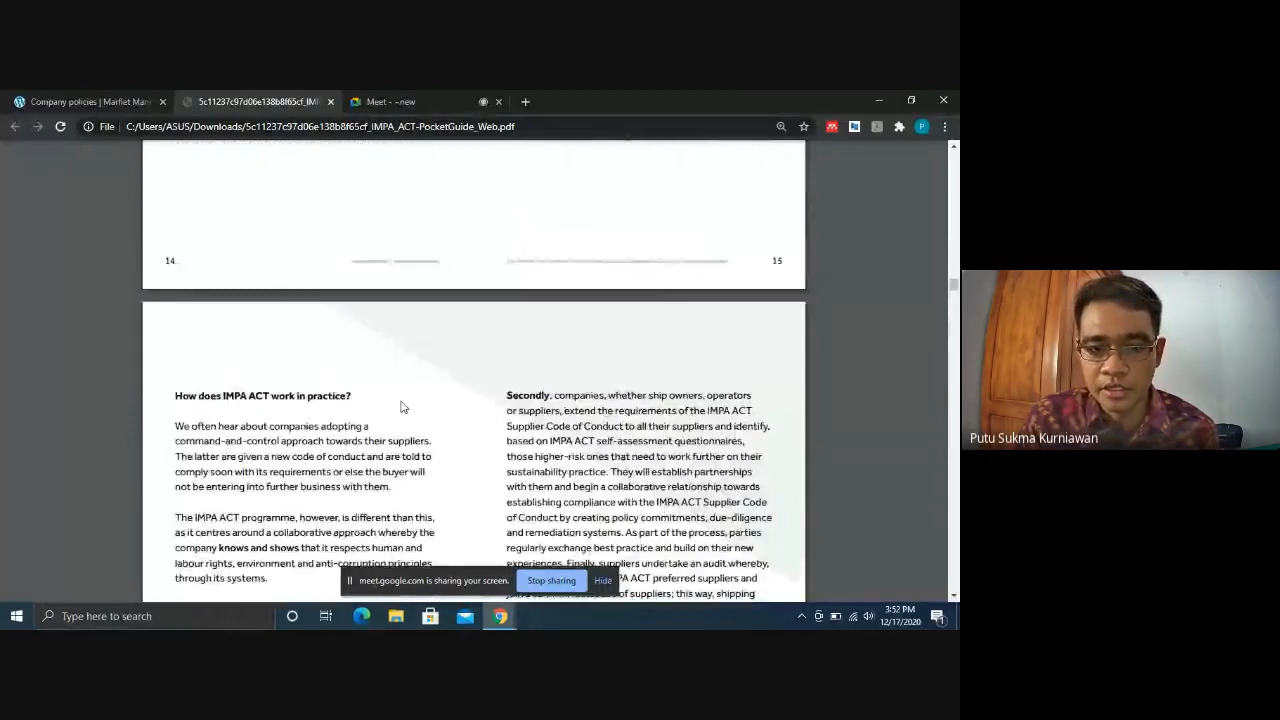 Company policies | Marflet Mari
5c11237c97d06e138b8f65cf_IMP
Meet - –new
File
C:/Users/ASUS/Downloads/5c11237c97d06e138b8f65cf_IMPA_ACT-PocketGuide_Web.pdf
P
14
15
How does IMPA ACT work in practice?
We often hear about companies adopting a
command-and-control approach towards their suppliers.
The latter are given a new code of conduct and are told to
comply soon with its requirements or else the buyer will
not be entering into further business with them.
The IMPA ACT programme, however, is different than this,
as it centres around a collaborative approach whereby the
company knows and shows that it respects human and
labour rights, environment and anti-corruption principles
through its systems.
Secondly, companies, whether ship owners, operators
or suppliers, extend the requirements of the IMPA ACT
Supplier Code of Conduct to all their suppliers and identify,
based on IMPA ACT self-assessment questionnaires,
those higher-risk ones that need to work further on their
sustainability practice. They will establish partnerships
with them and begin a collaborative relationship towards
establishing compliance with the IMPA ACT Supplier Code
of Conduct by creating policy commitments, due-diligence
and remediation systems. As part of the process, parties
regularly exchange best practice and build on their new
experiences. Finally, suppliers undertake an audit whereby,
PA ACT preferred suppliers and
of suppliers; this way, shipping
meet.google.com is sharing your screen.
Stop sharing
Hide
Putu Sukma Kurniawan
Type here to search
3:52 PM
12/17/2020
1